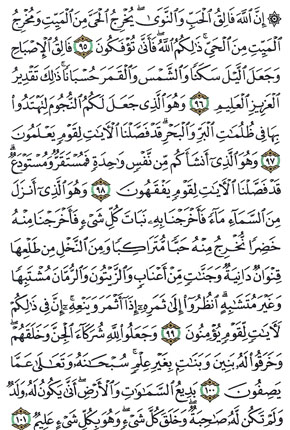 ۞ إِنَّ ٱللَّهَ فَالِقُ ٱلْحَبِّ وَٱلنَّوَىٰ ۖ يُخْرِجُ ٱلْحَىَّ مِنَ ٱلْمَيِّتِ وَمُخْرِجُ
ٱلْمَيِّتِ مِنَ ٱلْحَىِّ ۚ ذَٰلِكُمُ ٱللَّهُ ۖ فَأَنَّىٰ تُؤْفَكُونَ ٩٥ فَالِقُ ٱلْإِصْبَاحِ
وَجَعَلَ ٱلَّيْلَ سَكَنًا وَٱلشَّمْسَ وَٱلْقَمَرَ حُسْبَانًا ۚ ذَٰلِكَ تَقْدِيرُ
ٱلْعَزِيزِ ٱلْعَلِيمِ ٩٦ وَهُوَ ٱلَّذِى جَعَلَ لَكُمُ ٱلنُّجُومَ لِتَهْتَدُوا۟
بِهَا فِى ظُلُمَٰتِ ٱلْبَرِّ وَٱلْبَحْرِ ۗ قَدْ فَصَّلْنَا ٱلْـَٔايَٰتِ لِقَوْمٍ يَعْلَمُونَ
٩٧ وَهُوَ ٱلَّذِىٓ أَنشَأَكُم مِّن نَّفْسٍ وَٰحِدَةٍ فَمُسْتَقَرٌّ وَمُسْتَوْدَعٌ ۗ
قَدْ فَصَّلْنَا ٱلْـَٔايَٰتِ لِقَوْمٍ يَفْقَهُونَ ٩٨ وَهُوَ ٱلَّذِىٓ أَنزَلَ
مِنَ ٱلسَّمَآءِ مَآءً فَأَخْرَجْنَا بِهِۦ نَبَاتَ كُلِّ شَىْءٍ فَأَخْرَجْنَا مِنْهُ
خَضِرًا نُّخْرِجُ مِنْهُ حَبًّا مُّتَرَاكِبًا وَمِنَ ٱلنَّخْلِ مِن طَلْعِهَا
قِنْوَانٌ دَانِيَةٌ وَجَنَّٰتٍ مِّنْ أَعْنَابٍ وَٱلزَّيْتُونَ وَٱلرُّمَّانَ مُشْتَبِهًا
وَغَيْرَ مُتَشَٰبِهٍ ۗ ٱنظُرُوٓا۟ إِلَىٰ ثَمَرِهِۦٓ إِذَآ أَثْمَرَ وَيَنْعِهِۦٓ ۚ إِنَّ فِى ذَٰلِكُمْ
لَـَٔايَٰتٍ لِّقَوْمٍ يُؤْمِنُونَ ٩٩ وَجَعَلُوا۟ لِلَّهِ شُرَكَآءَ ٱلْجِنَّ وَخَلَقَهُمْ ۖ
وَخَرَقُوا۟ لَهُۥ بَنِينَ وَبَنَٰتٍۭ بِغَيْرِ عِلْمٍ ۚ سُبْحَٰنَهُۥ وَتَعَٰلَىٰ عَمَّا
يَصِفُونَ ١٠٠ بَدِيعُ ٱلسَّمَٰوَٰتِ وَٱلْأَرْضِ ۖ أَنَّىٰ يَكُونُ لَهُۥ وَلَدٌ
وَلَمْ تَكُن لَّهُۥ صَٰحِبَةٌ ۖ وَخَلَقَ كُلَّ شَىْءٍ ۖ وَهُوَ بِكُلِّ شَىْءٍ عَلِيمٌ ١٠١